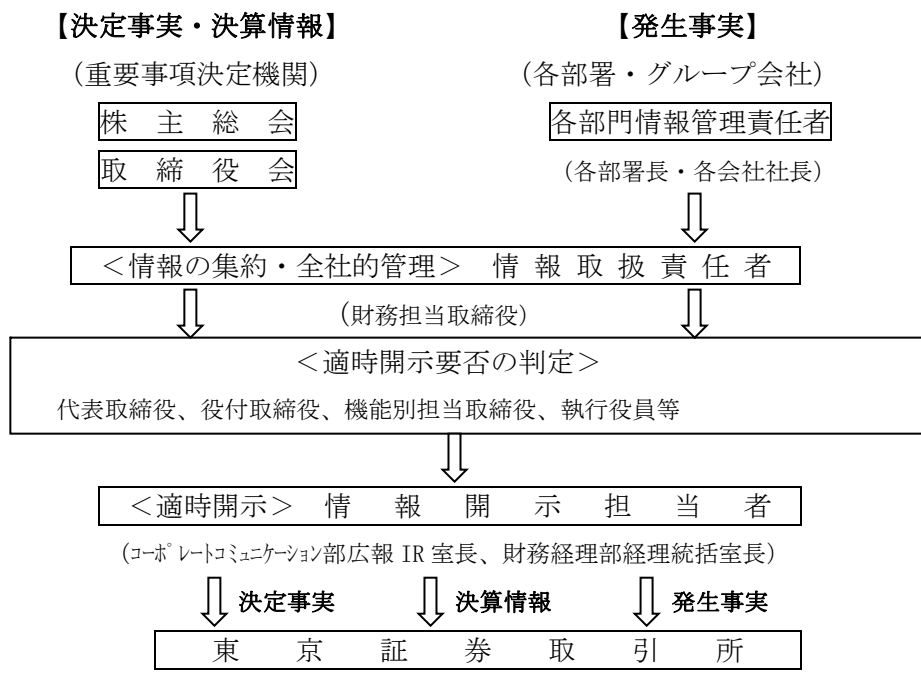 【決定事実・決算情報】 【発生事実】
(重要事項決定機関) (各部署・グループ会社)
株主総会 各部門情報管理責任者
取締役会 (各部署長・各会社社長)
＜情報の集約・全社的管理＞ 情報取扱責任者
(財務担当取締役)
＜適時開示要否の判定＞
代表取締役、役付取締役、機能別担当取締役、執行役員等
＜適時開示＞ 情報開示担当者
(ｺｰﾎﾟﾚｰﾄｺﾐｭﾆｹｰｼｮﾝ部広報 IR 室長、財務経理部経理統括室長)
決定事実 決算情報 発生事実
東京証券取引所